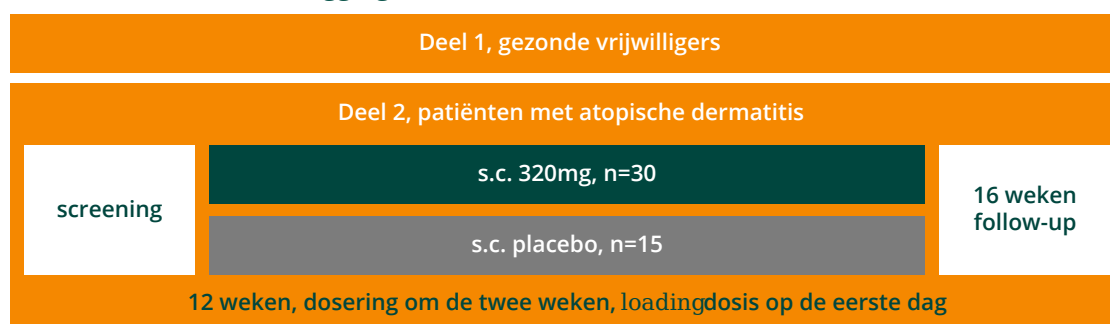 Deel 1, gezonde vrijwilligers
Deel 2, patiënten met atopische dermatitis
screening
s.c. 320mg, n=30
s.c. placebo, n=15
16 weken
follow-up
12 weken, dosering om de twee weken, loadingdosis op de eerste dag